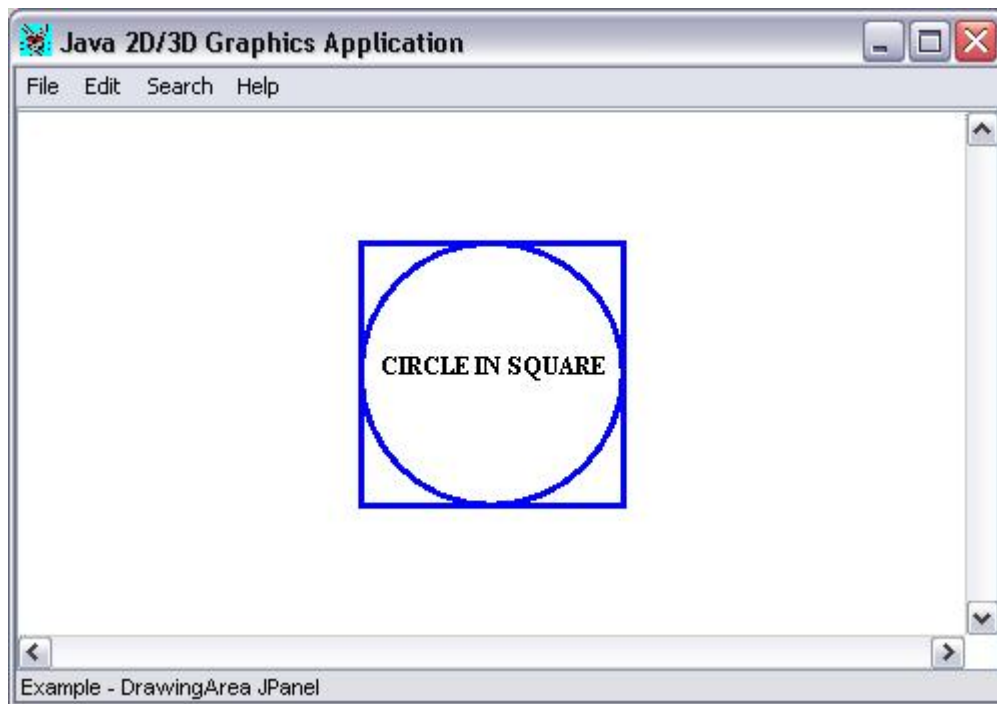 Java 2D/3D Graphics Application
File Edit Search Help
CIRCLE IN SQUARE
Example - DrawingArea JPanel